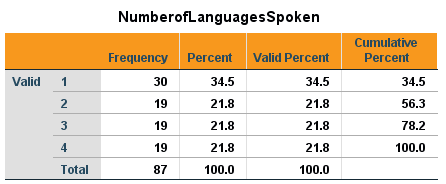 NumberofLanguagesSpoken
Cumulative
Frequency Percent Valid Percent Percent
Valid 1 30 34.5 34.5 34.5
2 19 21.8 21.8 56.3
3 19 21.8 21.8 78.2
4 19 21.8 21.8 100.0
Total 87 100.0 100.0